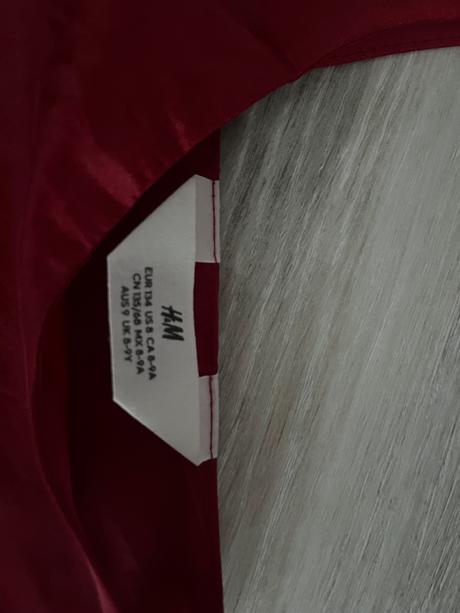 H&M
EUR 134 US 8 CA 8-9A
CN 135/68 MX 8-9A
AUS 9 UK 8-9Y